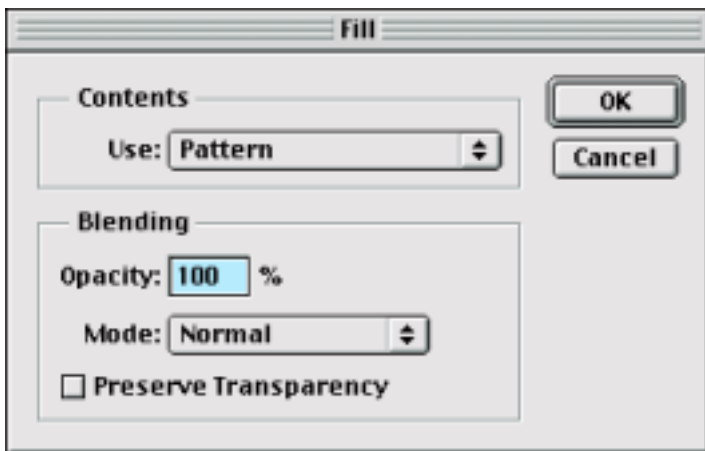 Fill
Contents
Use: Pattern
OK
Cancel
Blending
Opacity: 100 %
Mode: Normal
Preserve Transparency